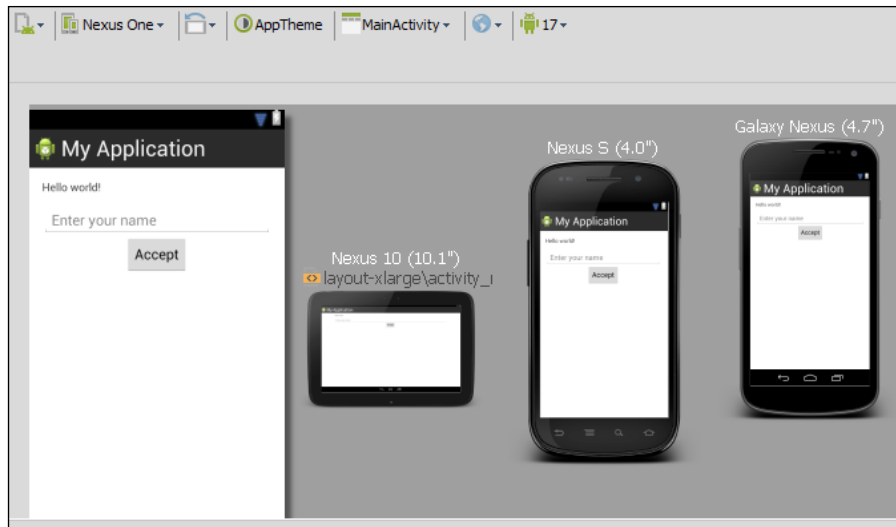 Nexus One AppTheme MainActivity 17
My Application
Hello world!
Enter your name
Accept
Nexus 10 (10.1")
layout-xlarge\activity_
My Application
Nexus S (4.0")
My Application
Hello world!
Enter your name
Accept
Galaxy Nexus (4.7")
My Application
Hello world!
Enter your name
Accept